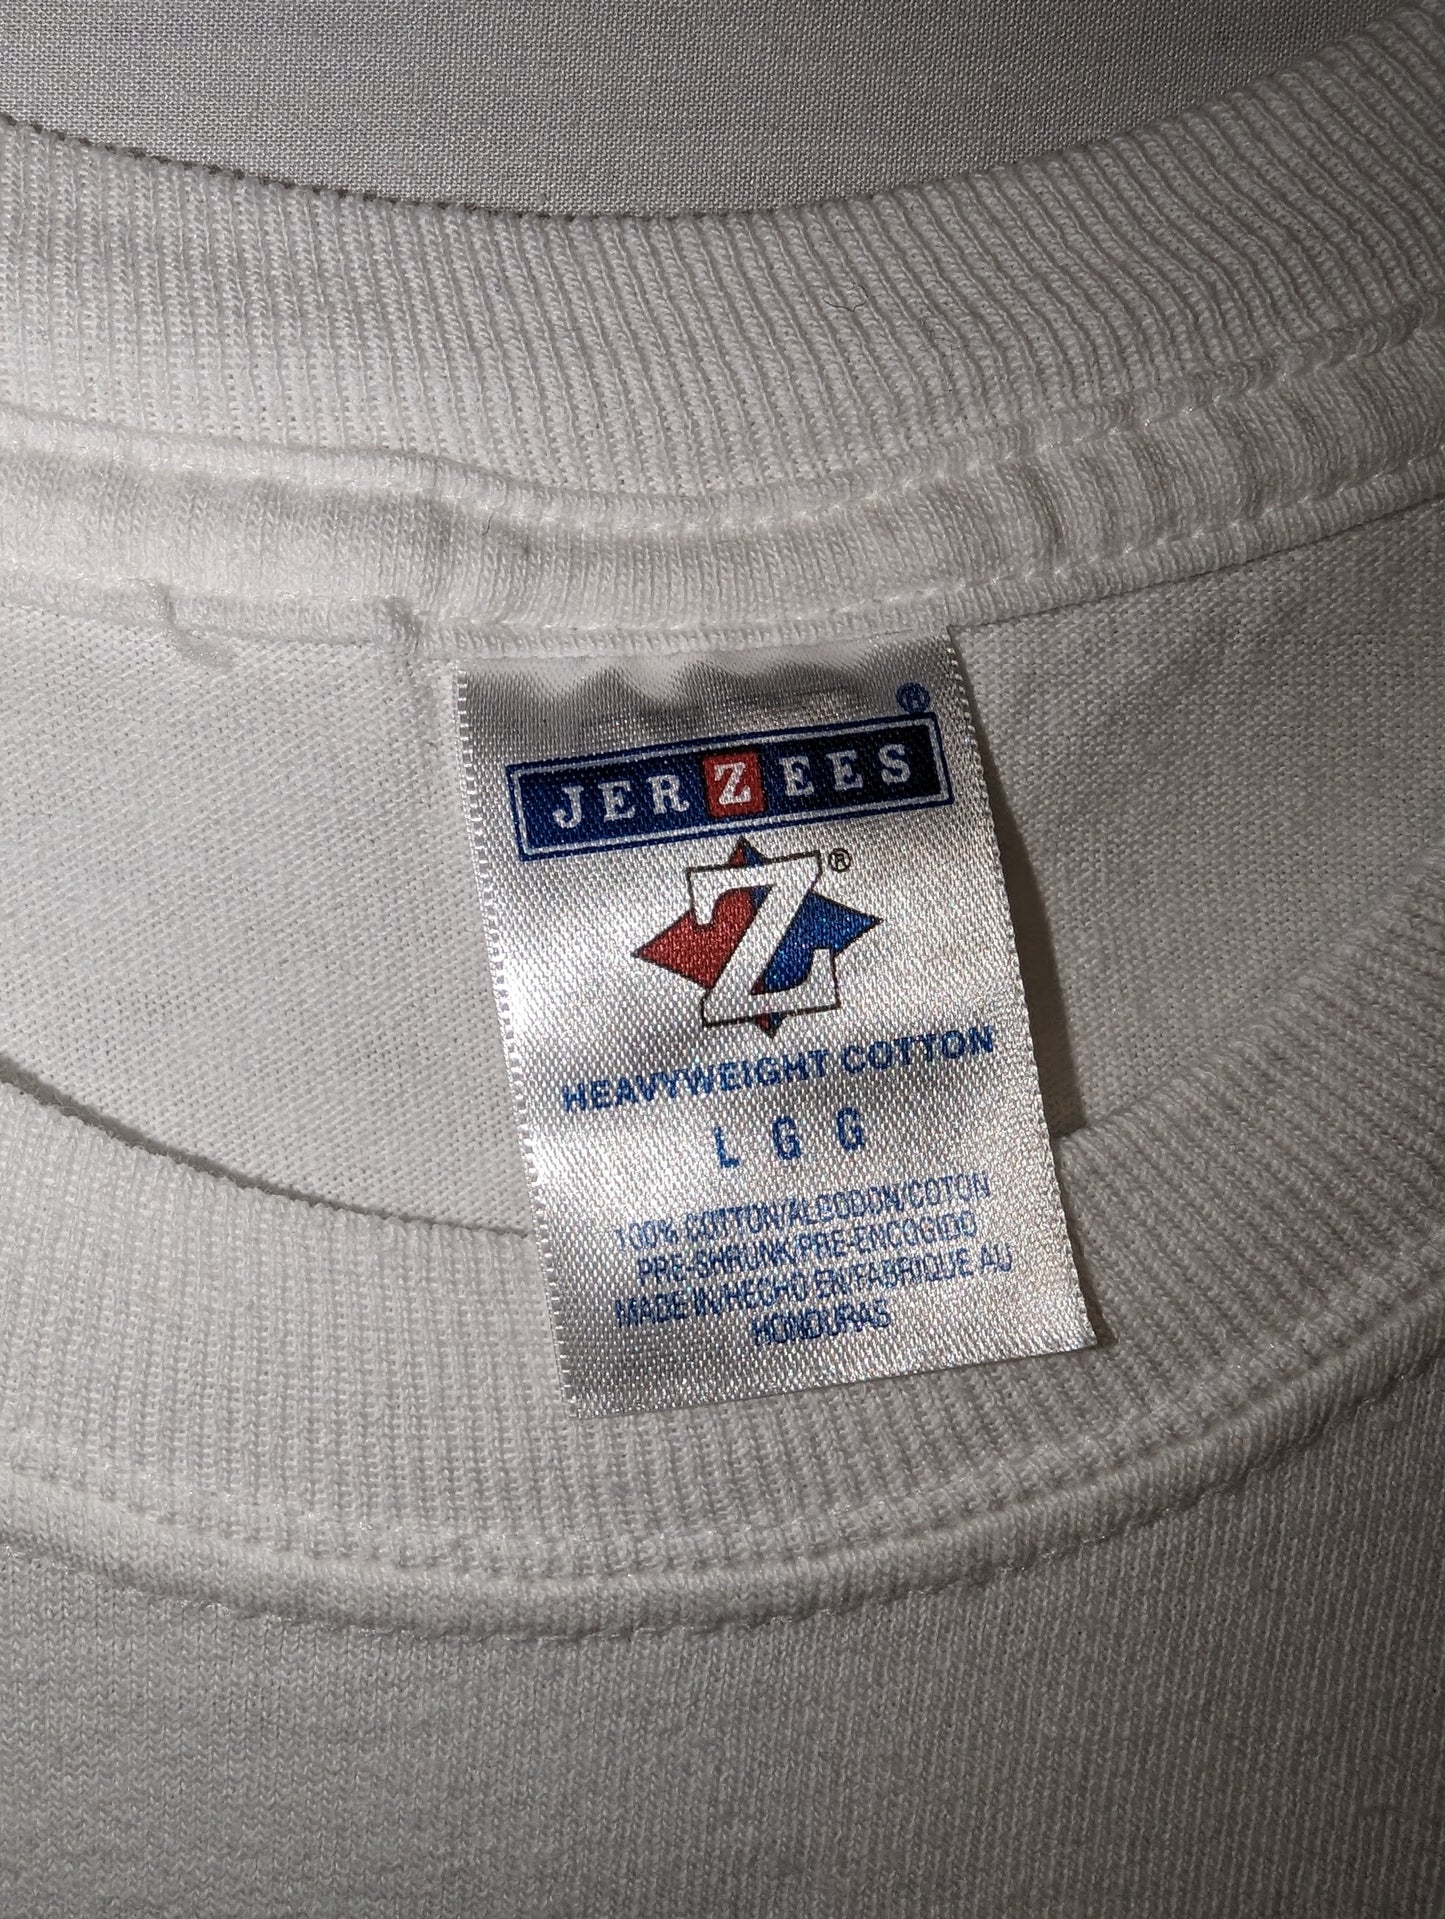 ®
JERZEES
Z®
HEAVYWEIGHT COTTON
L G G
100% COTTON/ALGODON/COTON
PRE-SHRUNK/PRE-ENCOGIDO
MADE IN/HECHO EN/FABRIQUE AU
HONDURAS